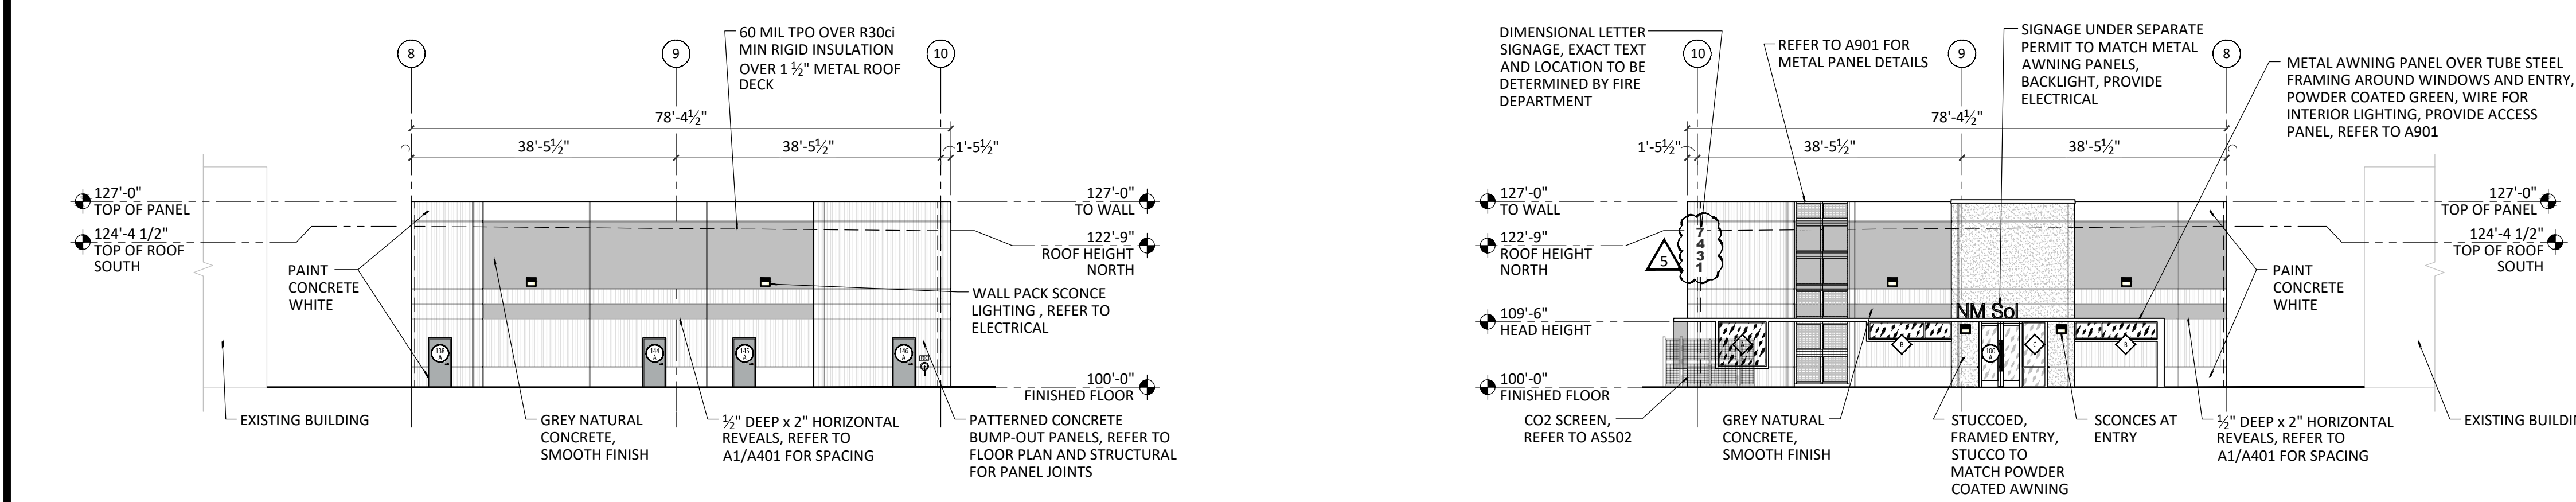 8
9
10
60 MIL TPO OVER R30ci
MIN RIGID INSULATION
OVER 1 ½" METAL ROOF
DECK
78'-4½"
38'-5½"
38'-5½"
1'-5½"
127'-0"
TOP OF PANEL
124'-4 1/2"
TOP OF ROOF
SOUTH
127'-0"
TO WALL
122'-9"
ROOF HEIGHT
NORTH
PAINT
CONCRETE
WHITE
WALL PACK SCONCE
LIGHTING , REFER TO
ELECTRICAL
138
A
144
A
145
A
146
A
100'-0"
FINISHED FLOOR
EXISTING BUILDING
GREY NATURAL
CONCRETE,
SMOOTH FINISH
½" DEEP x 2" HORIZONTAL
REVEALS, REFER TO
A1/A401 FOR SPACING
PATTERNED CONCRETE
BUMP-OUT PANELS, REFER TO
FLOOR PLAN AND STRUCTURAL
FOR PANEL JOINTS
DIMENSIONAL LETTER
SIGNAGE, EXACT TEXT
AND LOCATION TO BE
DETERMINED BY FIRE
DEPARTMENT
10
REFER TO A901 FOR
METAL PANEL DETAILS
9
SIGNAGE UNDER SEPARATE
PERMIT TO MATCH METAL
AWNING PANELS,
BACKLIGHT, PROVIDE
ELECTRICAL
8
METAL AWNING PANEL OVER TUBE STEEL
FRAMING AROUND WINDOWS AND ENTRY,
POWDER COATED GREEN, WIRE FOR
INTERIOR LIGHTING, PROVIDE ACCESS
PANEL, REFER TO A901
78'-4½"
1'-5½"
38'-5½"
38'-5½"
127'-0"
TO WALL
122'-9"
ROOF HEIGHT
NORTH
109'-6"
HEAD HEIGHT
100'-0"
FINISHED FLOOR
5
7
4
3
1
NM Sol
A
B
100
A
C
B
127'-0"
TOP OF PANEL
124'-4 1/2"
TOP OF ROOF
SOUTH
PAINT
CONCRETE
WHITE
CO2 SCREEN,
REFER TO AS502
GREY NATURAL
CONCRETE,
SMOOTH FINISH
STUCCOED,
FRAMED ENTRY,
STUCCO TO
MATCH POWDER
COATED AWNING
SCONCES AT
ENTRY
½" DEEP x 2" HORIZONTAL
REVEALS, REFER TO
A1/A401 FOR SPACING
EXISTING BUILDI